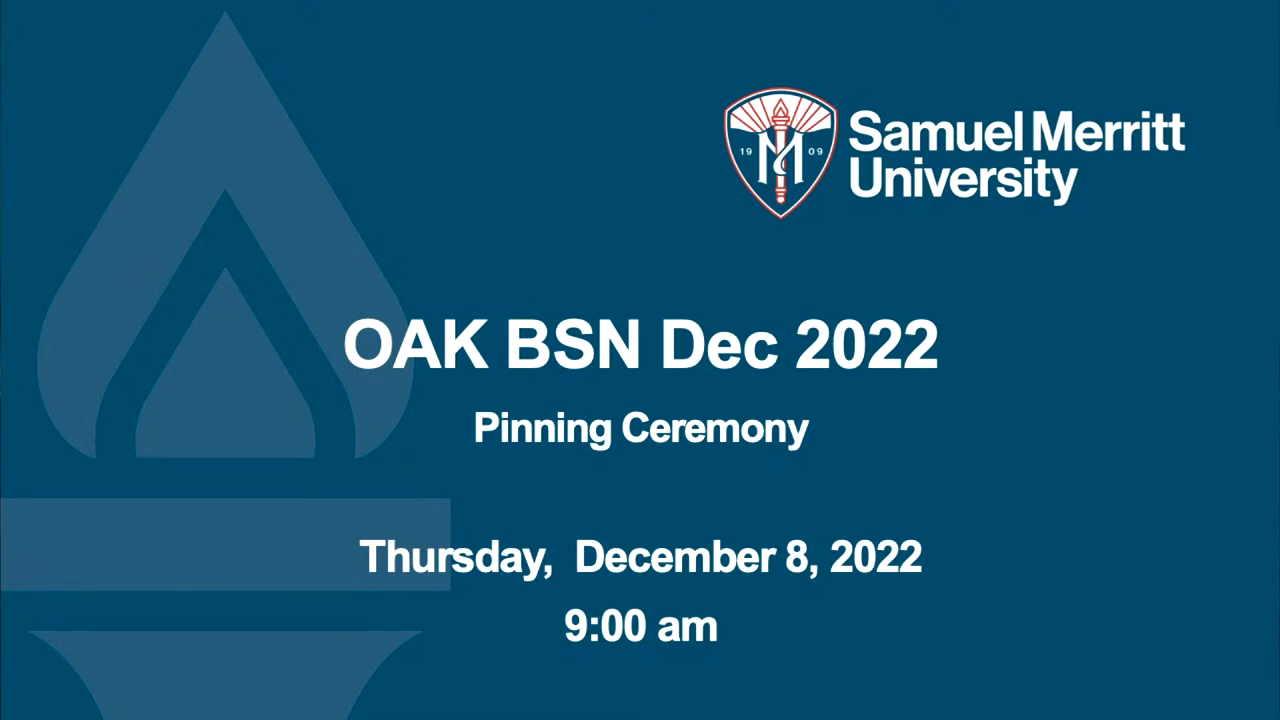 19 M 09
Samuel Merritt
University
OAK BSN Dec 2022
Pinning Ceremony
Thursday, December 8, 2022
9:00 am